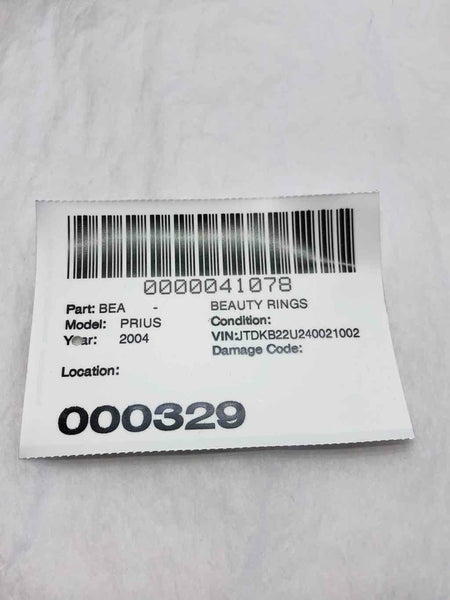 0000041078
Part: BEA - BEAUTY RINGS
Model: PRIUS Condition:
Year: 2004 VIN:JTDKB22U240021002
Damage Code:
Location:
000329